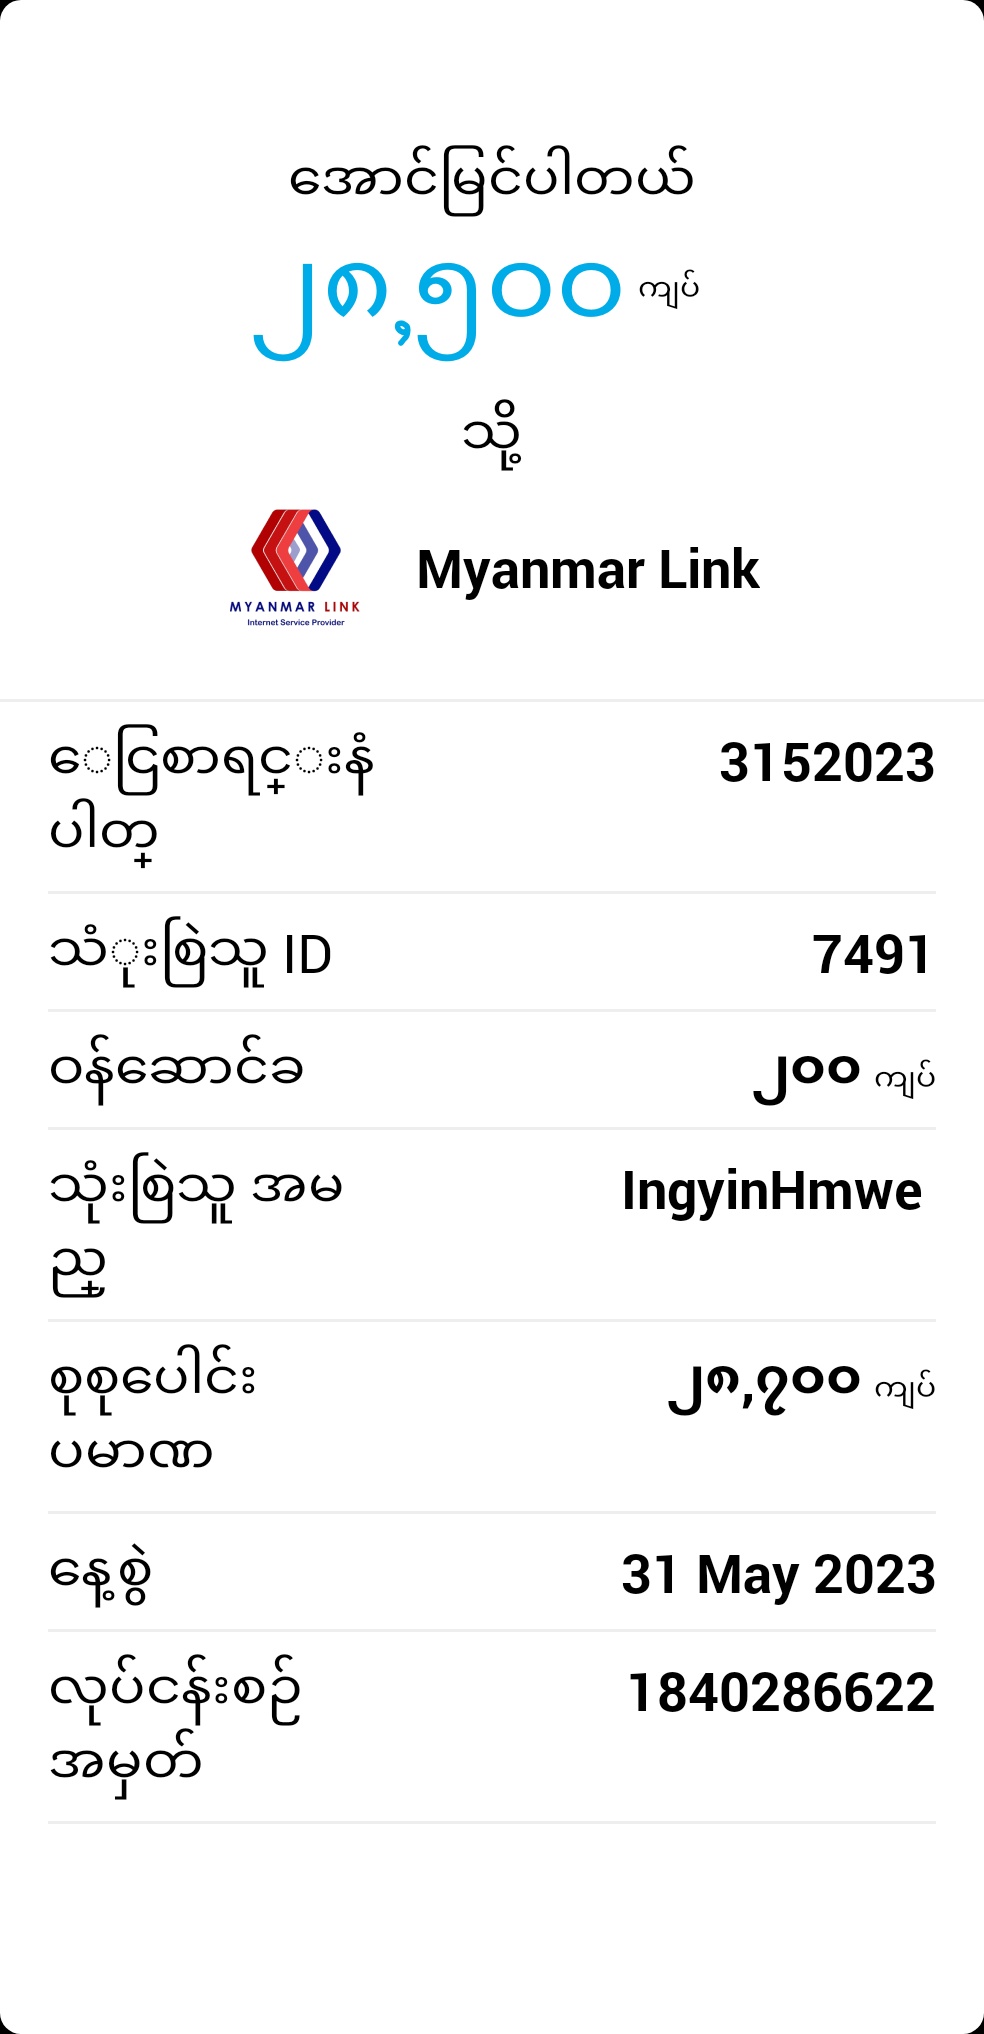 အောင်မြင်ပါတယ်
၂၈,၅၀၀ ကျပ်
သို့
MYANMAR LINK
Internet Service Provider
Myanmar Link
ေငြစာရင္းနံ
ပါတ္
3152023
သံုးစြဲသူ ID
7491
ဝန်ဆောင်ခ
၂၀၀ ကျပ်
သုံးစြဲသူ အမ
ည္
IngyinHmwe
စုစုပေါင်း
ပမာဏ
၂၈,၇၀၀ ကျပ်
နေ့စွဲ
31 May 2023
လုပ်ငန်းစဉ်
အမှတ်
1840286622